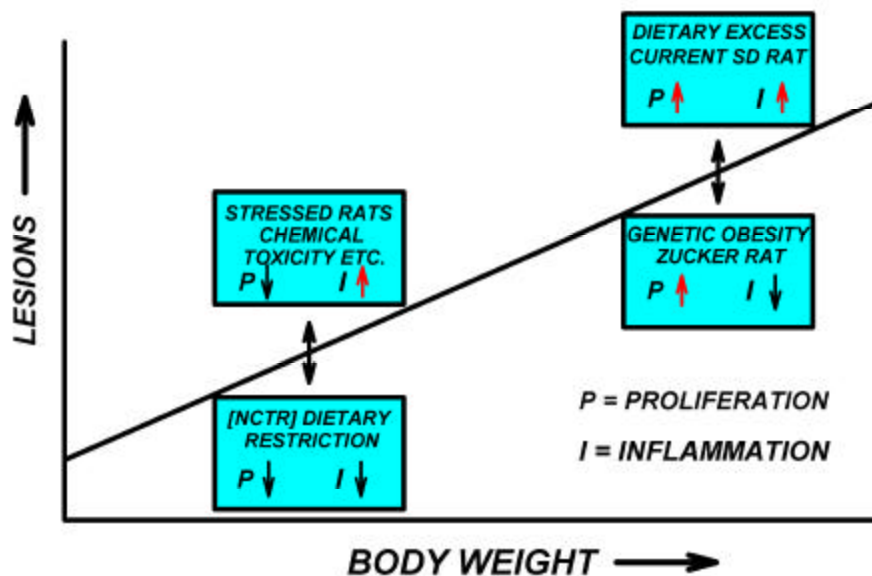 DIETARY EXCESS
CURRENT SD RAT
P I
STRESSED RATS
CHEMICAL
TOXICITY ETC.
P I
GENETIC OBESITY
ZUCKER RAT
P I
[NCTR] DIETARY
RESTRICTION
P I
P = PROLIFERATION
I = INFLAMMATION
LESIONS
BODY WEIGHT